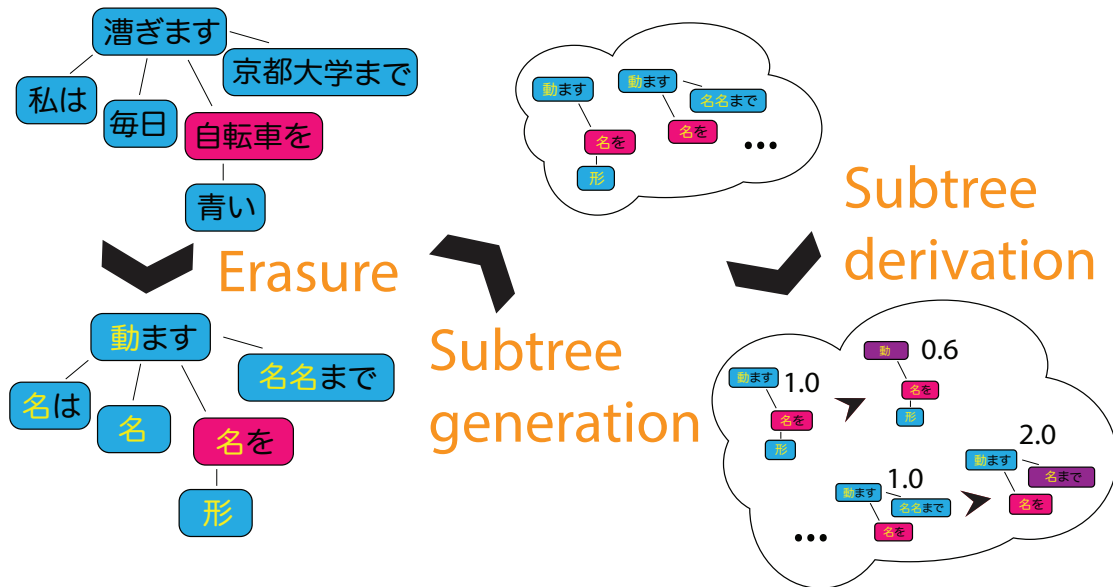 漕ぎます
京都大学まで
私は
毎日
自転車を
青い
Erasure
動ます
名名まで
名は
名
名を
形
Subtree
generation
動ます
名を
形
動ます
名名まで
名を
•••
Subtree
derivation
動ます
1.0
名を
形
動
0.6
名を
形
動ます
1.0
名名まで
名を
動ます
2.0
名まで
名を
•••